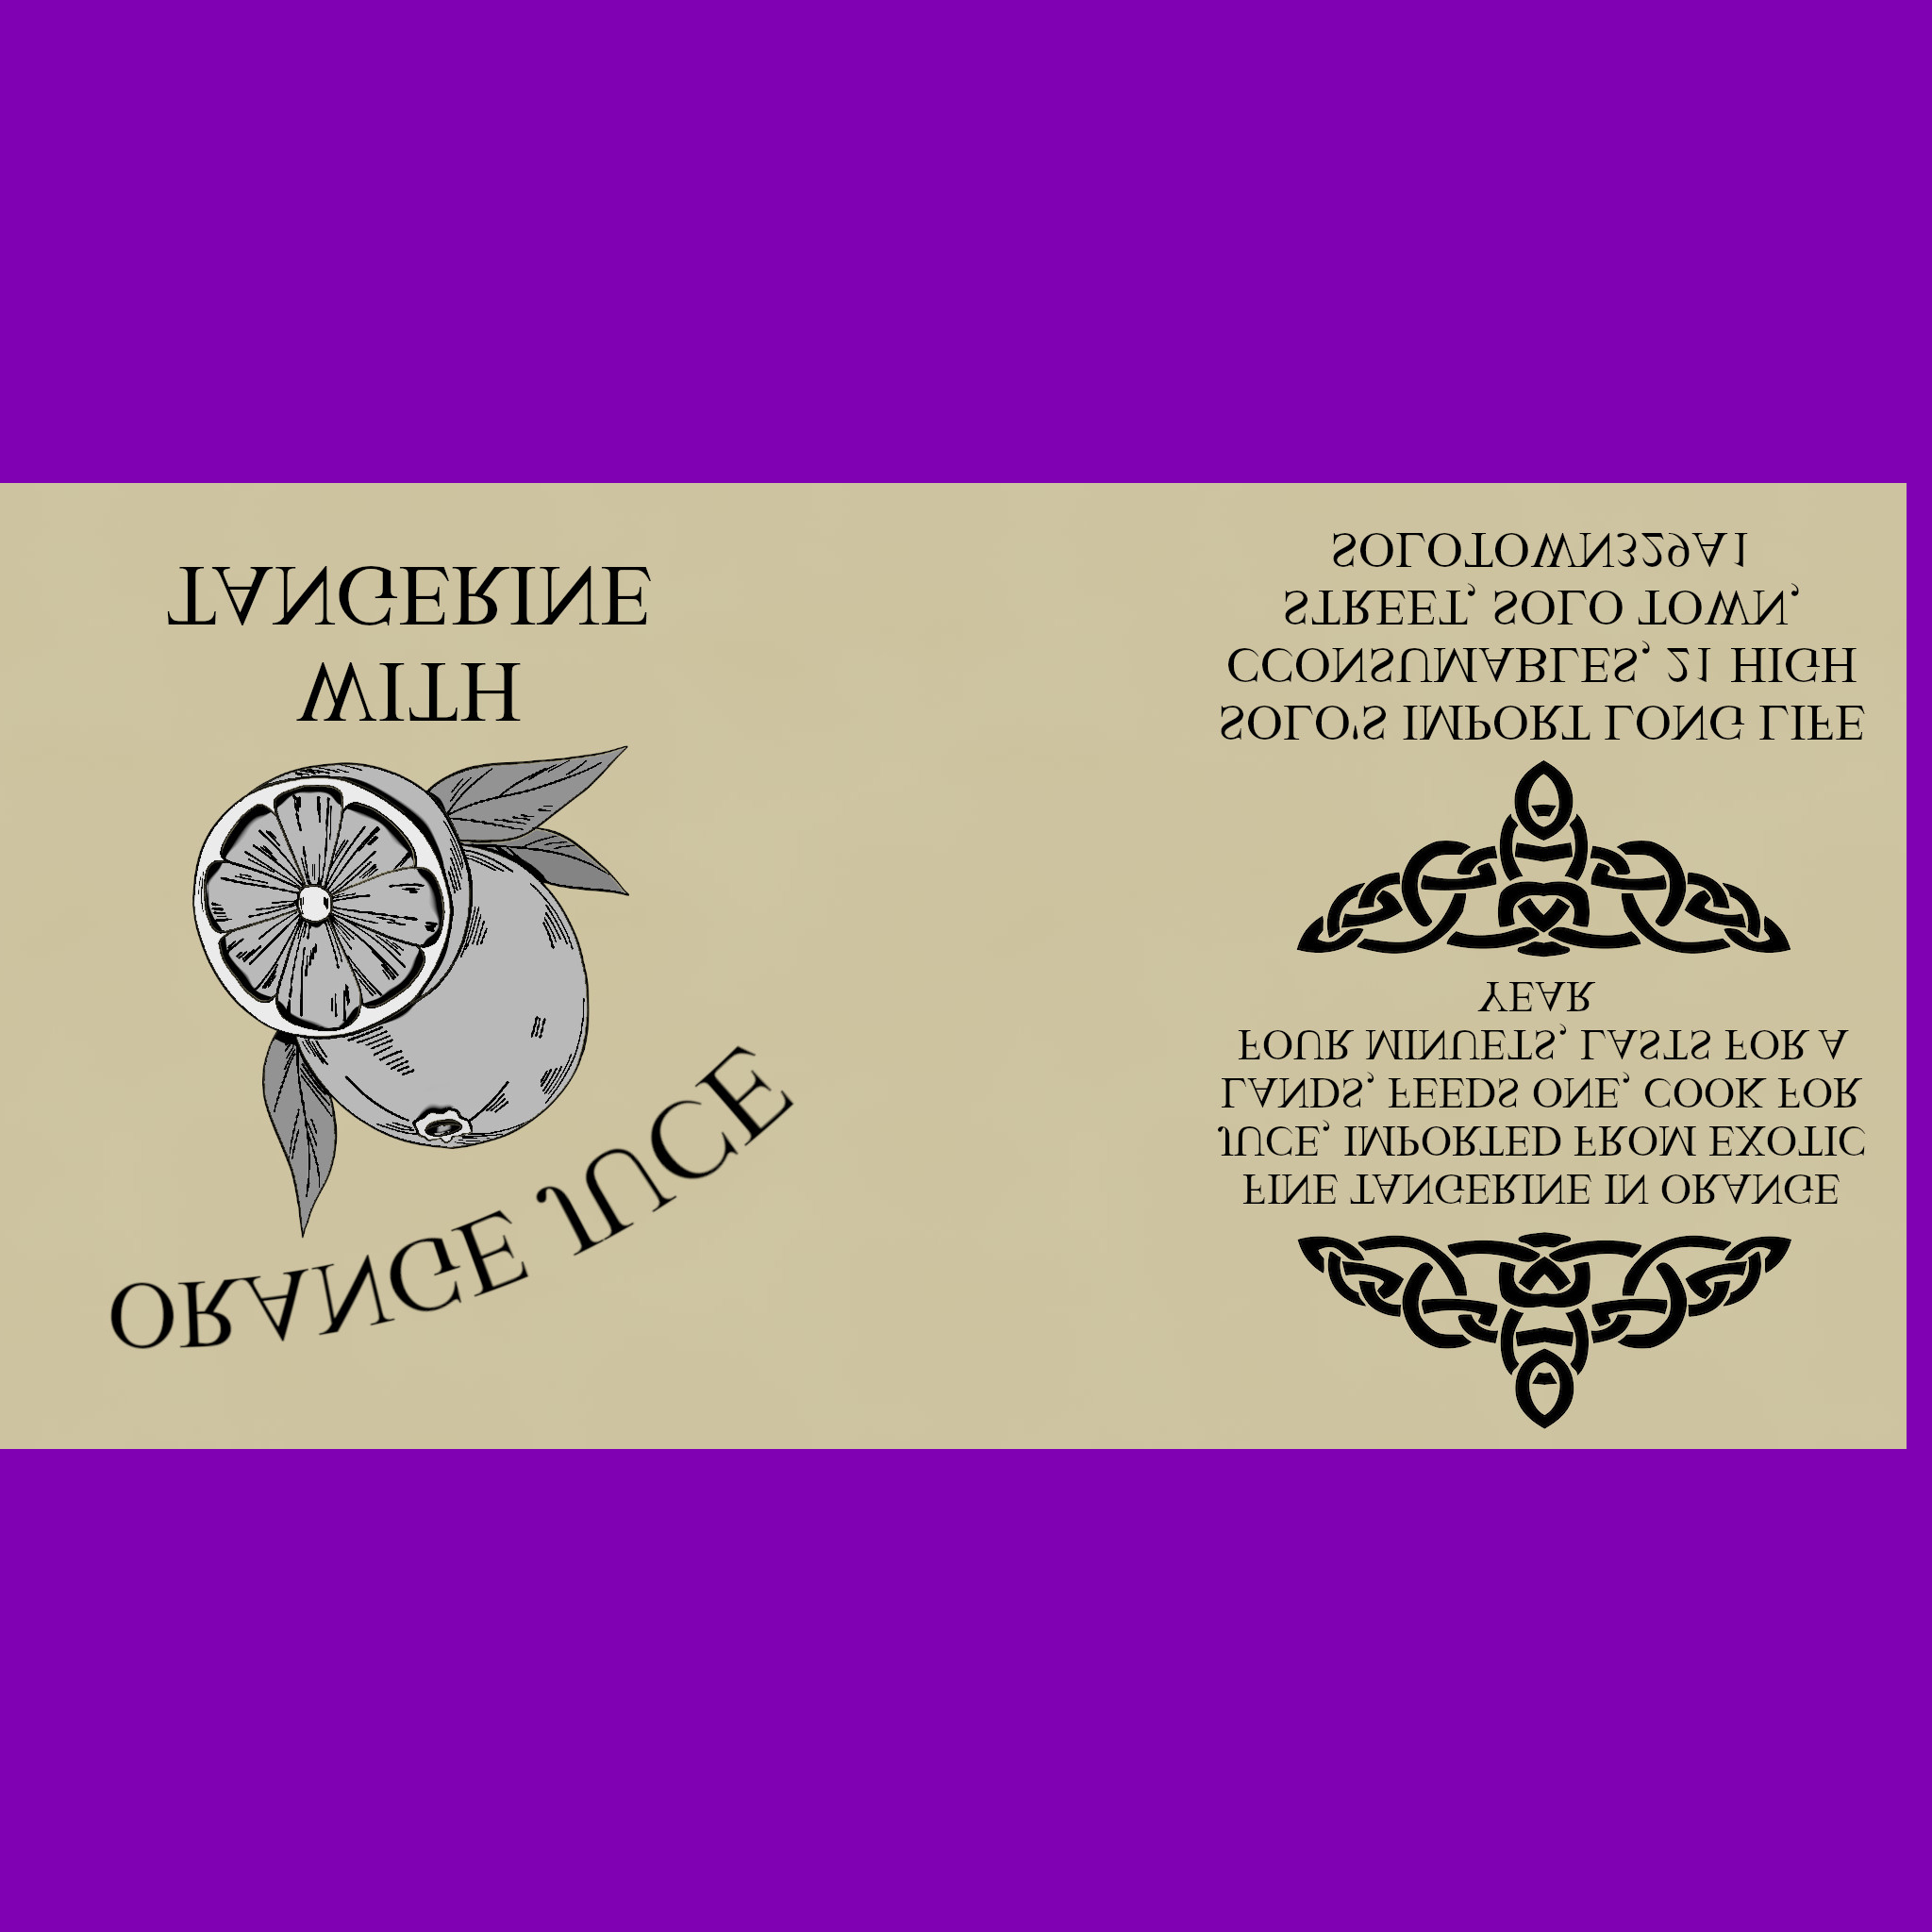 ORANGE JUCE
WITH
TANGERINE
FINE TANGERINE IN ORANGE
JUCE, IMPORTED FROM EXOTIC
LANDS, FEEDS ONE, COOK FOR
FOUR MINUETS, LASTS FOR A
YEAR
SOLO'S IMPORT LONG LIFE
CCONSUMABLES, 21 HIGH
STREET, SOLO TOWN,
SOLOTOWN329A1